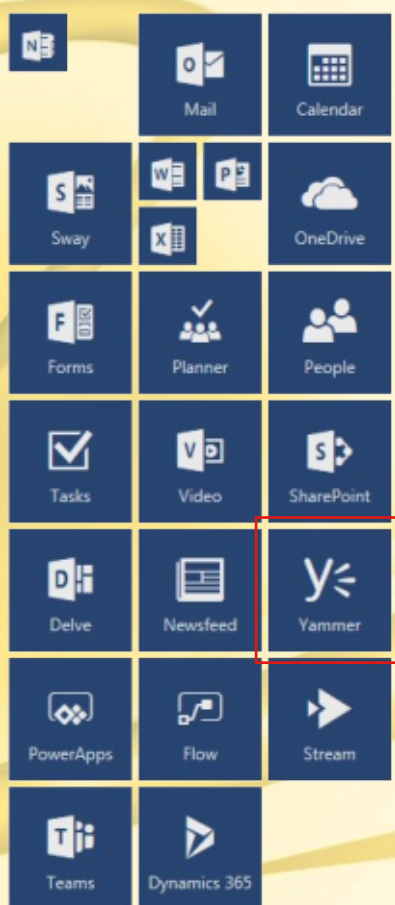 N
O
Mail Calendar
W P
S
X
Sway OneDrive
F
Forms Planner People
V S
Tasks Video SharePoint
D y
Delve Newsfeed Yammer
PowerApps Flow Stream
T
Teams Dynamics 365